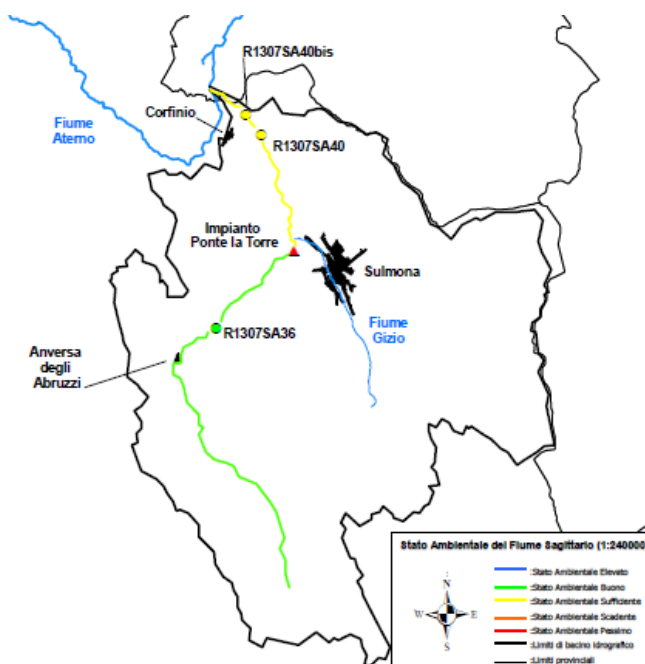 R1307SA40bis
Corfinio
Fiume
Aterno
R1307SA40
Impianto
Ponte la Torre
Sulmona
Fiume
Gizio
R1307SA36
Anversa
degli
Abruzzi
Stato Ambientale del Fiume Sagittario (1:240000
N
W E
S
:Stato Ambientale Elevato
:Stato Ambientale Buono
:Stato Ambientale Sufficiente
:Stato Ambientale Scadente
:Stato Ambientale Pessimo
:Limiti di bacino idrografico
:Limiti provinciali